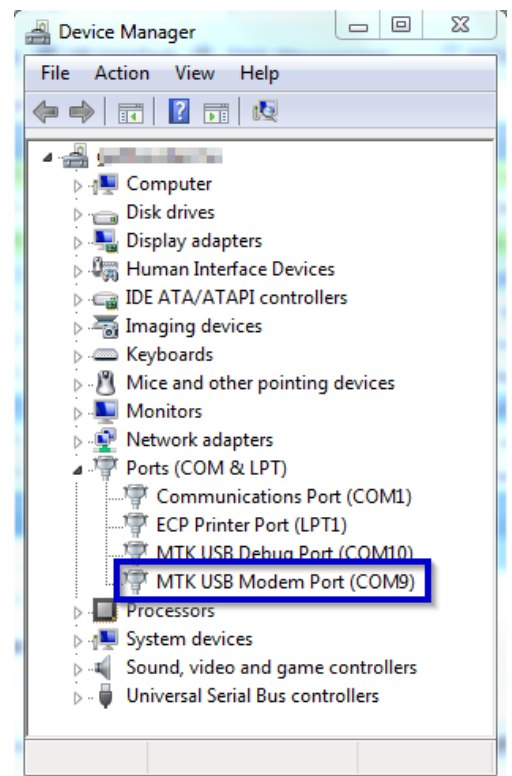 Device Manager
File Action View Help
Computer
Disk drives
Display adapters
Human Interface Devices
IDE ATA/ATAPI controllers
Imaging devices
Keyboards
Mice and other pointing devices
Monitors
Network adapters
Ports (COM & LPT)
Communications Port (COM1)
ECP Printer Port (LPT1)
MTK USB Debug Port (COM10)
MTK USB Modem Port (COM9)
Processors
System devices
Sound, video and game controllers
Universal Serial Bus controllers